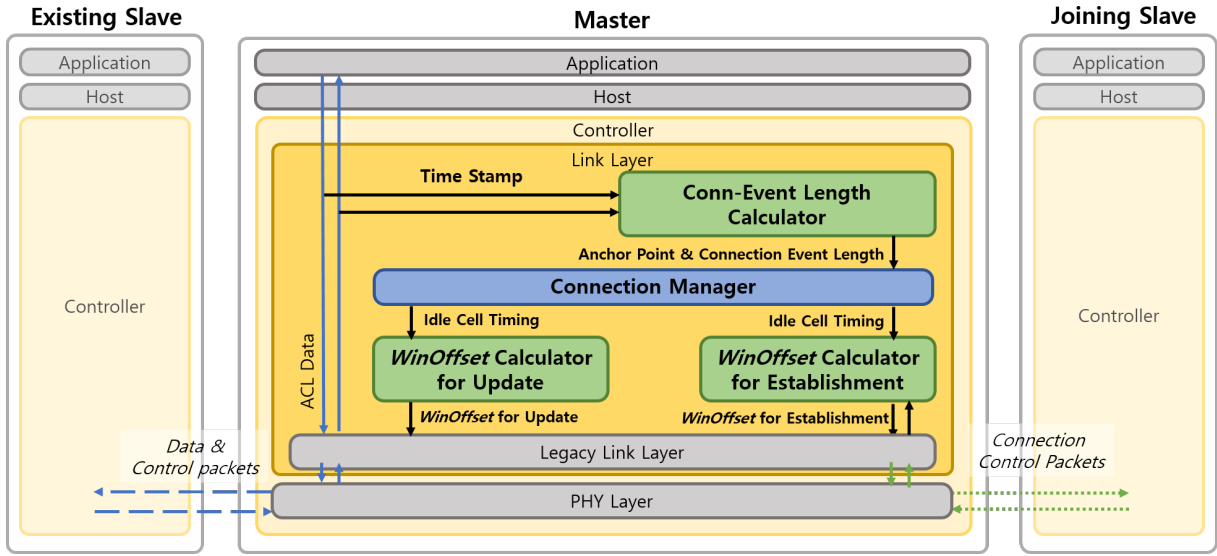 Existing Slave
Master
Joining Slave
Application
Host
Controller
Application
Host
Controller
Link Layer
Time Stamp
Conn-Event Length
Calculator
Anchor Point & Connection Event Length
Connection Manager
Idle Cell Timing
Idle Cell Timing
WinOffset Calculator
for Update
WinOffset Calculator
for Establishment
WinOffset for Update
WinOffset for Establishment
ACL Data
Legacy Link Layer
PHY Layer
Data &
Control packets
Connection
Control Packets
Application
Host
Controller